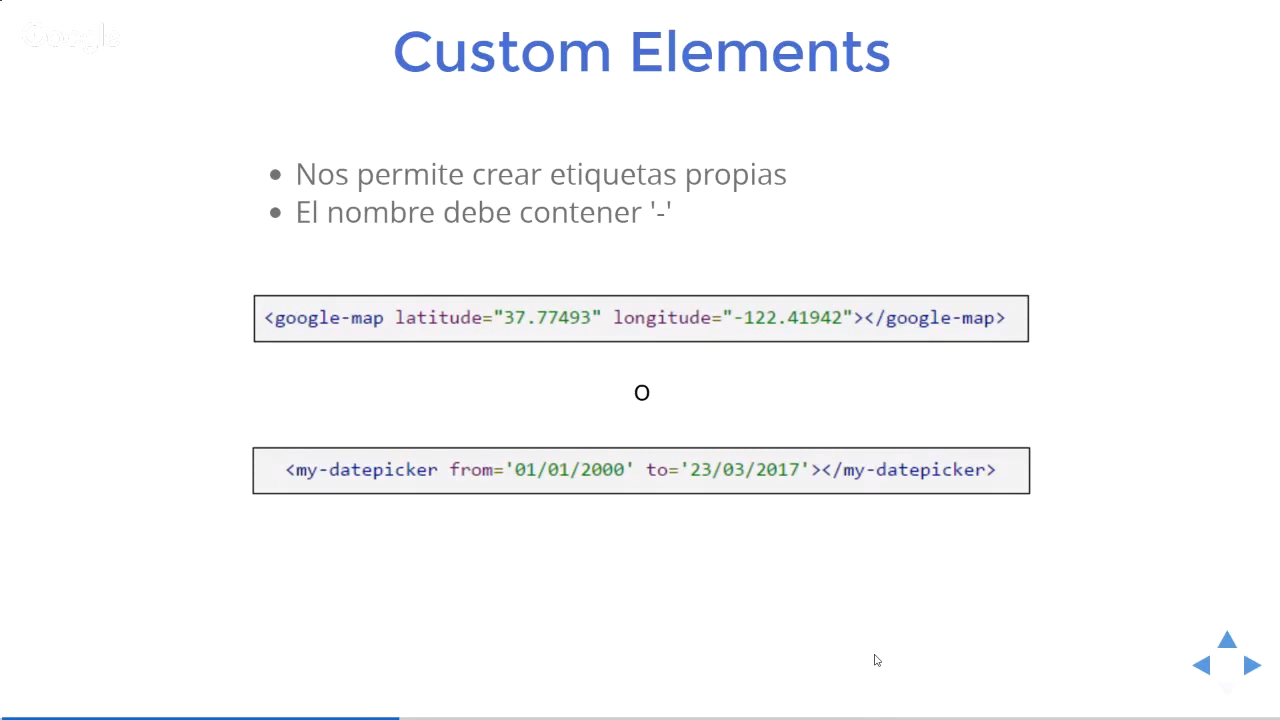 Google
Custom Elements
Nos permite crear etiquetas propias
El nombre debe contener '-'
<google-map latitude="37.77493" longitude="-122.41942"></google-map>
O
<my-datepicker from='01/01/2000' to='23/03/2017'></my-datepicker>